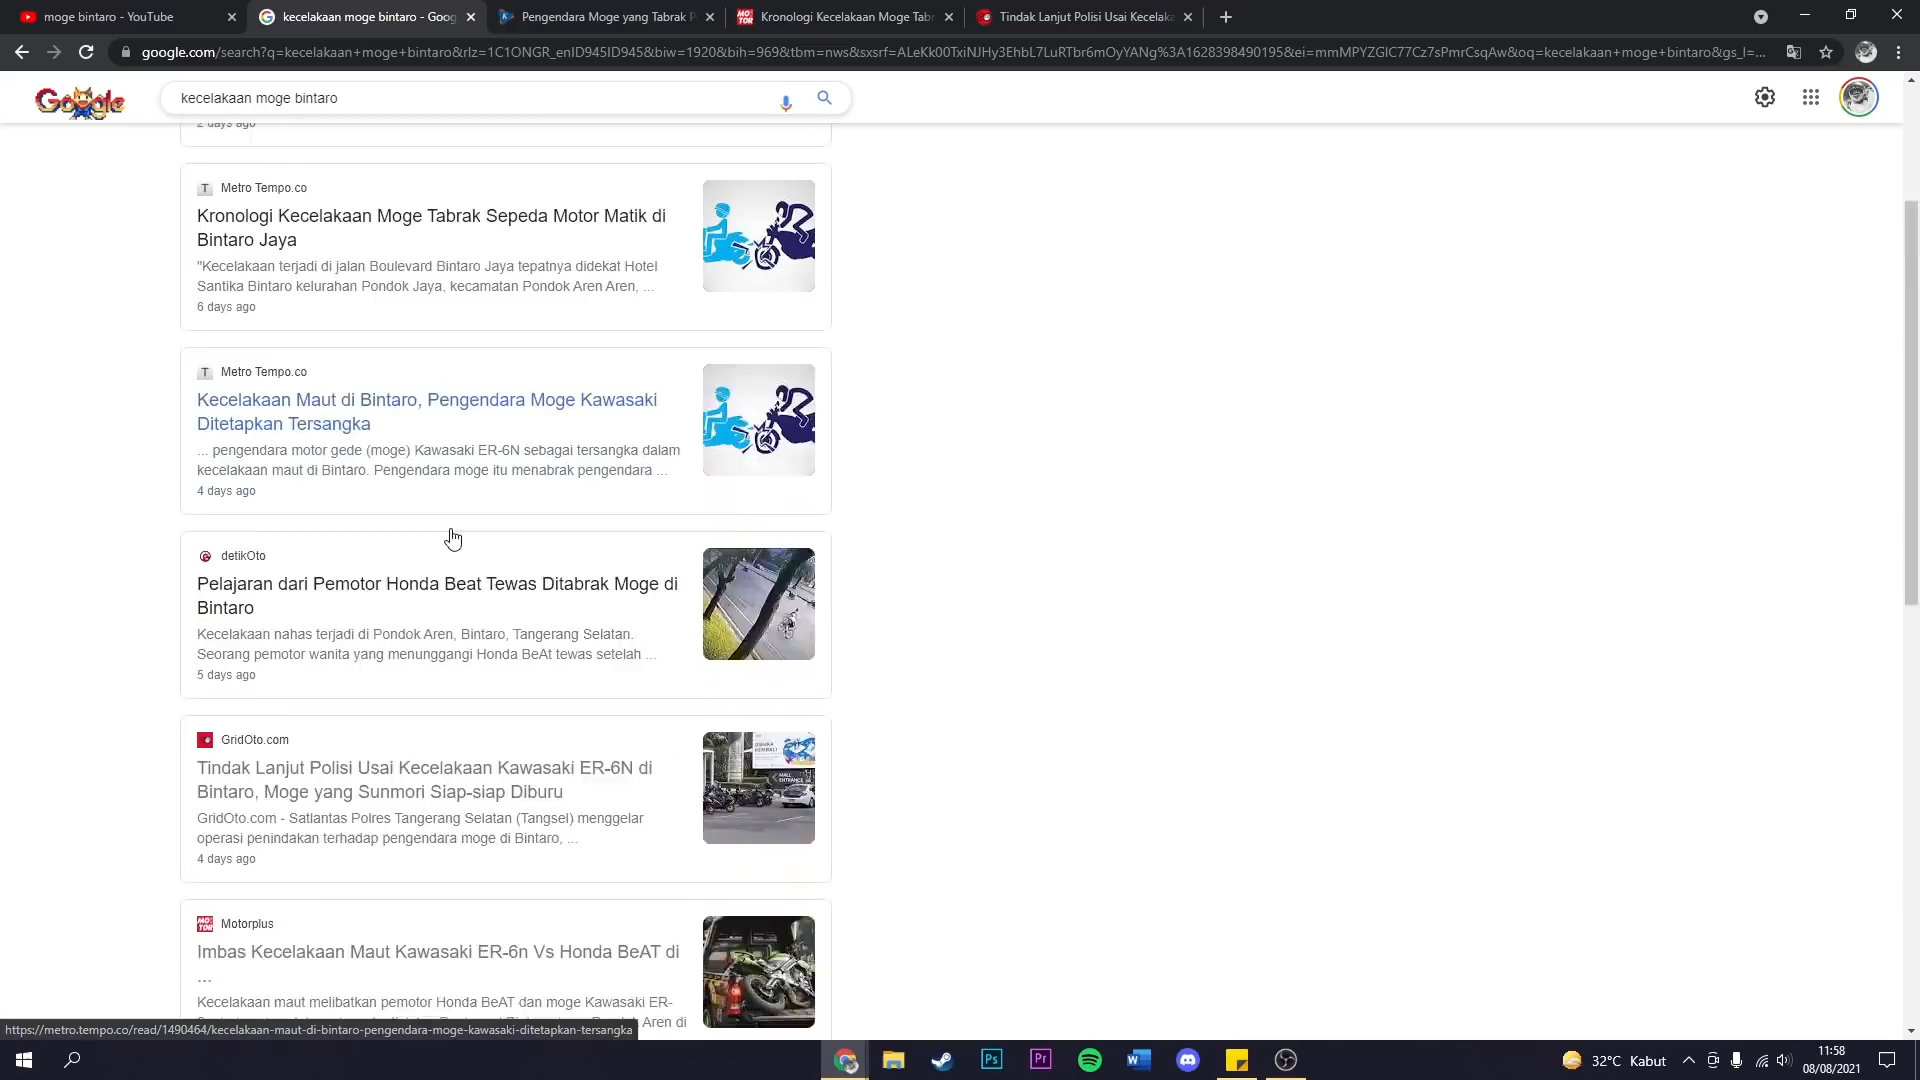 moge bintaro - YouTube
kecelakaan moge bintaro - Goog
Pengendara Moge yang Tabrak P
Kronologi Kecelakaan Moge Tabr
Tindak Lanjut Polisi Usai Kecelaka
google.com/search?q=kecelakaan+moge+bintaro&rlz=1C1ONGR_enID945ID945&biw=1920&bih=969&tbm=nws&sxsrf=ALeKk00TxiNJHy3EhbL7LuRTbr6mOyYANg%3A1628398490195&ei=mmMPYZGlC77Cz7sPmrCsqAw&oq=kecelakaan+moge+bintaro&gs_l=...
Google
kecelakaan moge bintaro
2 days ago
Metro Tempo.co
Kronologi Kecelakaan Moge Tabrak Sepeda Motor Matik di
Bintaro Jaya
"Kecelakaan terjadi di jalan Boulevard Bintaro Jaya tepatnya didekat Hotel
Santika Bintaro kelurahan Pondok Jaya, kecamatan Pondok Aren Aren, ...
6 days ago
Metro Tempo.co
Kecelakaan Maut di Bintaro, Pengendara Moge Kawasaki
Ditetapkan Tersangka
... pengendara motor gede (moge) Kawasaki ER-6N sebagai tersangka dalam
kecelakaan maut di Bintaro. Pengendara moge itu menabrak pengendara ...
4 days ago
detikOto
Pelajaran dari Pemotor Honda Beat Tewas Ditabrak Moge di
Bintaro
Kecelakaan nahas terjadi di Pondok Aren, Bintaro, Tangerang Selatan.
Seorang pemotor wanita yang menunggangi Honda BeAt tewas setelah ...
5 days ago
GridOto.com
Tindak Lanjut Polisi Usai Kecelakaan Kawasaki ER-6N di
Bintaro, Moge yang Sunmori Siap-siap Diburu
GridOto.com - Satlantas Polres Tangerang Selatan (Tangsel) menggelar
operasi penindakan terhadap pengendara moge di Bintaro, ...
4 days ago
Motorplus
Imbas Kecelakaan Maut Kawasaki ER-6n Vs Honda BeAT di
...
Kecelakaan maut melibatkan pemotor Honda BeAT dan moge Kawasaki ER-
Aren di
https://metro.tempo.co/read/1490464/kecelakaan-maut-di-bintaro-pengendara-moge-kawasaki-ditetapkan-tersangka
32°C Kabut
11:58
08/08/2021